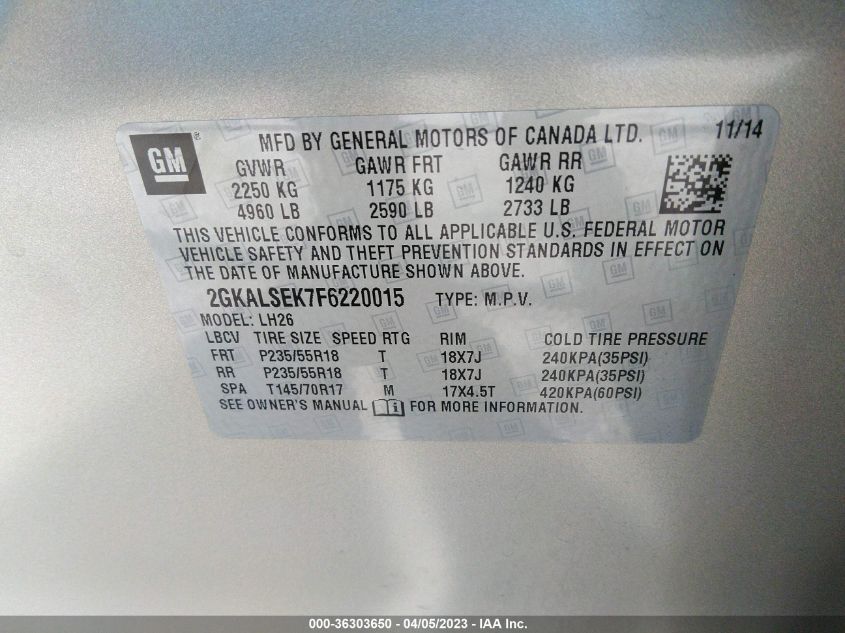 GM ® MFD BY GENERAL MOTORS OF CANADA LTD. 11/14
GVWR GAWR FRT GAWR RR
2250 KG 1175 KG 1240 KG
4960 LB 2590 LB 2733 LB
THIS VEHICLE CONFORMS TO ALL APPLICABLE U.S. FEDERAL MOTOR
VEHICLE SAFETY AND THEFT PREVENTION STANDARDS IN EFFECT ON
THE DATE OF MANUFACTURE SHOWN ABOVE.
2GKALSEK7F6220015 TYPE: M.P.V.
MODEL: LH26
LBCV TIRE SIZE SPEED RTG RIM COLD TIRE PRESSURE
FRT P235/55R18 T 18X7J 240KPA(35PSI)
RR P235/55R18 T 18X7J 240KPA(35PSI)
SPA T145/70R17 M 17X4.5T 420KPA(60PSI)
SEE OWNER'S MANUAL FOR MORE INFORMATION.
000-36303650 - 04/05/2023 - IAA Inc.